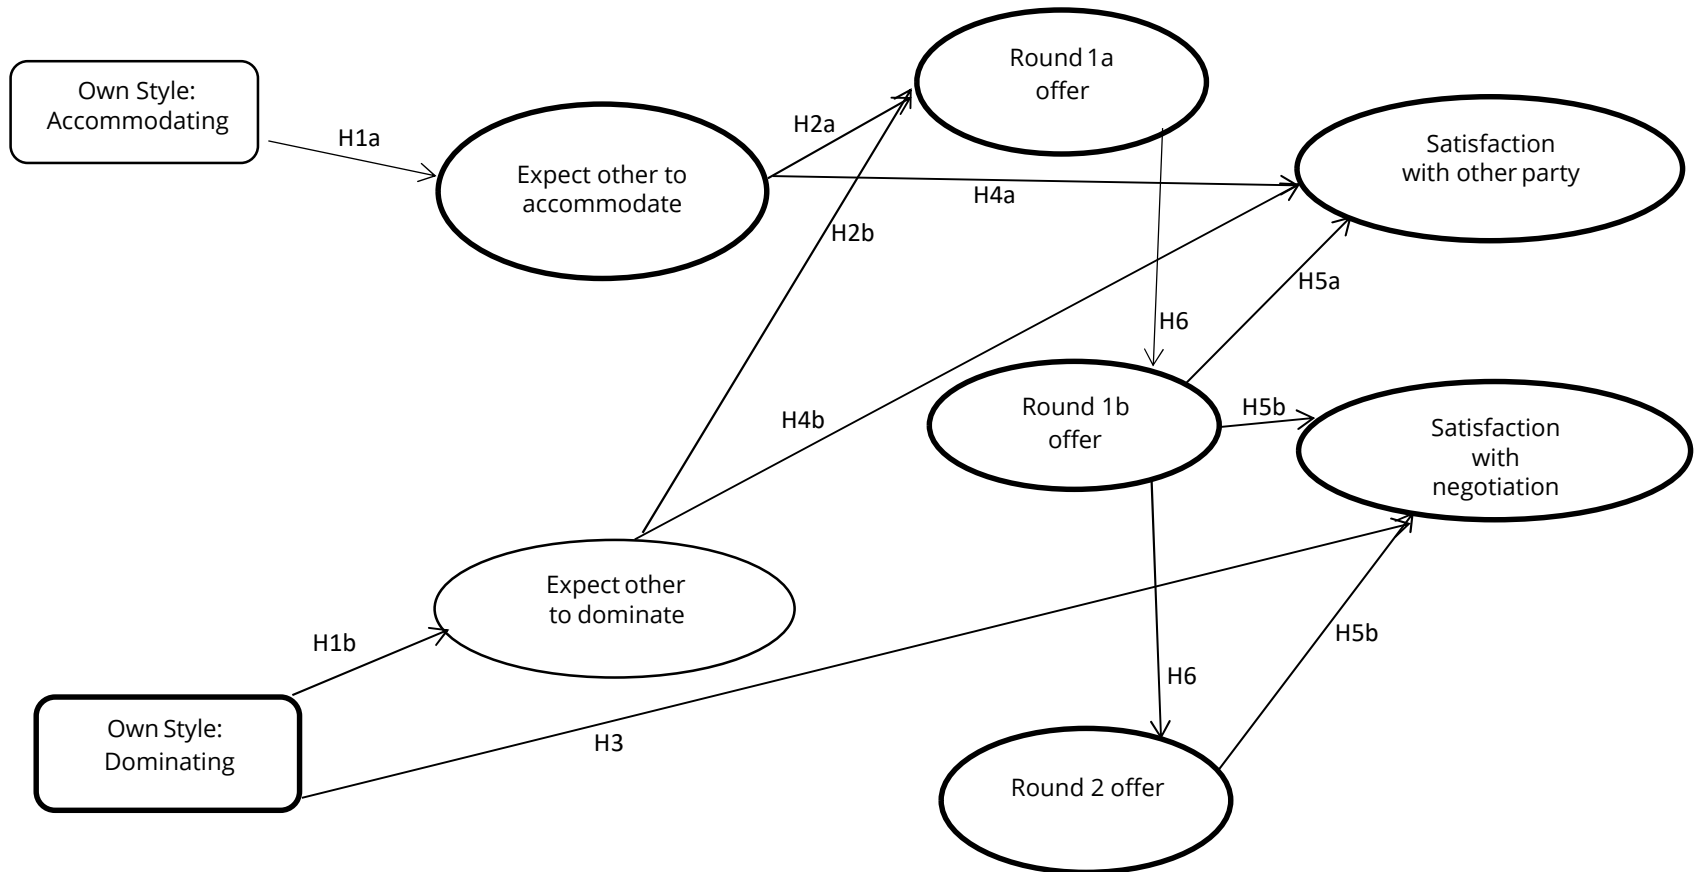 Own Style:
Accommodating
H1a
Expect other to
accommodate
H2a
Round 1a
offer
H4a
H2b
Satisfaction
with other party
H5a
H6
Round 1b
offer
H5b
H4b
Satisfaction
with
negotiation
Expect other
to dominate
H1b
H5b
H6
Own Style:
Dominating
H3
Round 2 offer